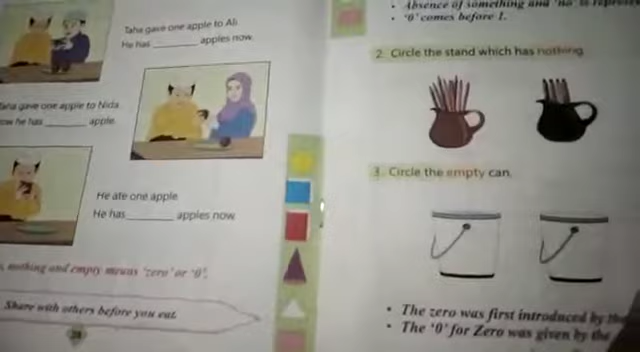 Taha gave one apple to Ali
He has ________ apples now.
Taha gave one apple to Nida
now he has ________ apple.
He ate one apple
He has ________ apples now
nothing and empty means 'zero' or '0'.
Share with others before you eat.
• Absence of something and 'no' is
• '0' comes before 1.
2. Circle the stand which has nothing.
3. Circle the empty can.
• The zero was first introduced by the
• The '0' for Zero was given by the